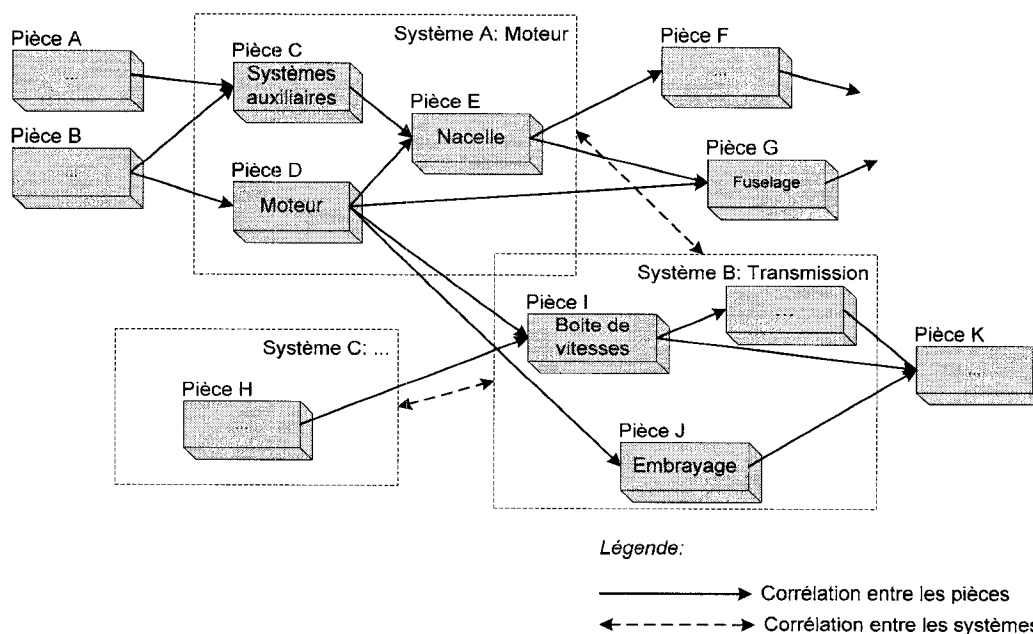 Système A: Moteur
Pièce A
...
Pièce C
Systèmes
auxiliaires
Pièce F
...
Pièce E
Nacelle
Pièce B
...
Pièce D
Moteur
Pièce G
Fuselage
Système B: Transmission
...
Pièce I
Boite de
vitesses
Pièce K
...
Système C: ...
Pièce H
...
Pièce J
Embrayage
Légende:
Corrélation entre les pièces
Corrélation entre les systèmes